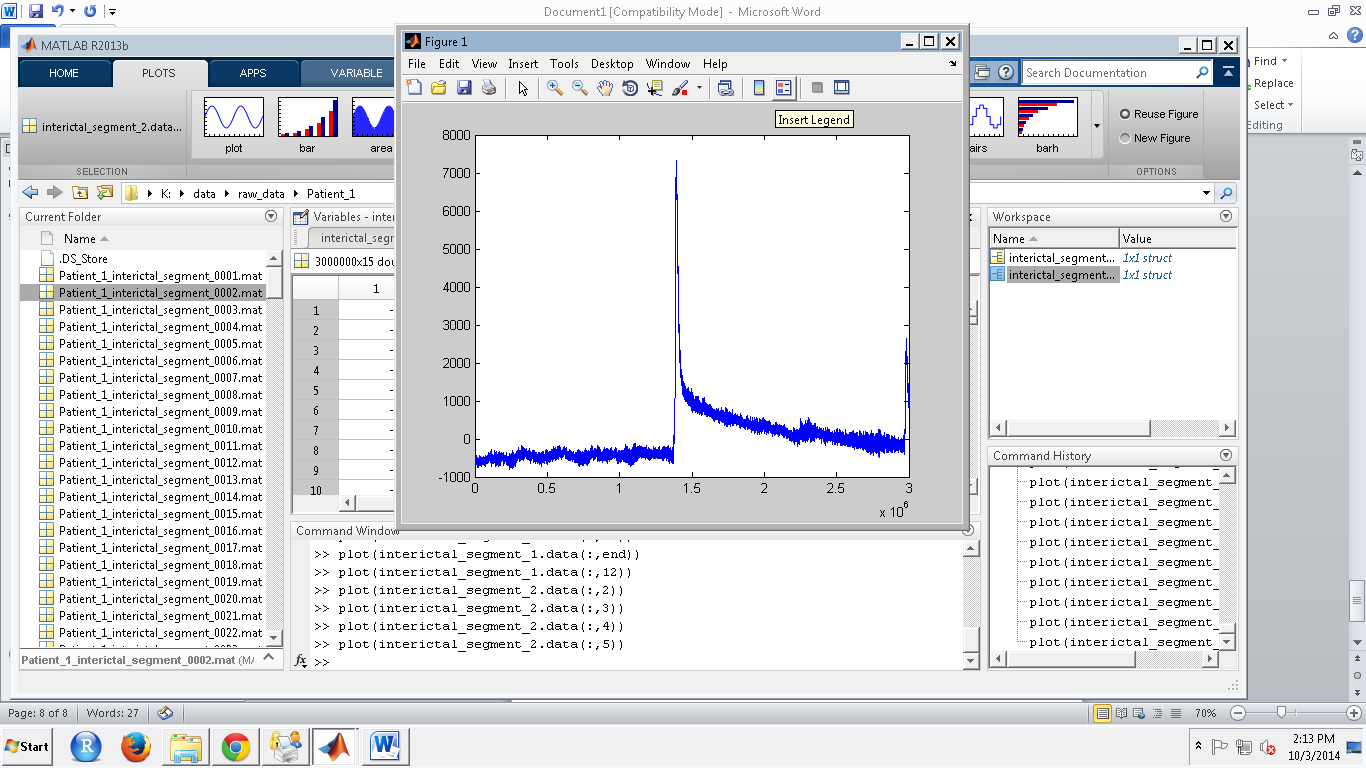 Document1 [Compatibility Mode] - Microsoft Word
MATLAB R2013b
HOME
PLOTS
APPS
VARIABLE
Search Documentation
Find
Replace
Select
Editing
interictal_segment_2.data...
plot
bar
area
airs
barh
Reuse Figure
New Figure
SELECTION
OPTIONS
K:
data
raw_data
Patient_1
Figure 1
File Edit View Insert Tools Desktop Window Help
Insert Legend
8000
7000
6000
5000
4000
3000
2000
1000
0
-1000
0 0.5 1 1.5 2 2.5 3
x 10^6
Current Folder
Name
.DS_Store
Patient_1_interictal_segment_0001.mat
Patient_1_interictal_segment_0002.mat
Patient_1_interictal_segment_0003.mat
Patient_1_interictal_segment_0004.mat
Patient_1_interictal_segment_0005.mat
Patient_1_interictal_segment_0006.mat
Patient_1_interictal_segment_0007.mat
Patient_1_interictal_segment_0008.mat
Patient_1_interictal_segment_0009.mat
Patient_1_interictal_segment_0010.mat
Patient_1_interictal_segment_0011.mat
Patient_1_interictal_segment_0012.mat
Patient_1_interictal_segment_0013.mat
Patient_1_interictal_segment_0014.mat
Patient_1_interictal_segment_0015.mat
Patient_1_interictal_segment_0016.mat
Patient_1_interictal_segment_0017.mat
Patient_1_interictal_segment_0018.mat
Patient_1_interictal_segment_0019.mat
Patient_1_interictal_segment_0020.mat
Patient_1_interictal_segment_0021.mat
Patient_1_interictal_segment_0022.mat
Patient_1_interictal_segment_0002.mat (MA
Variables - inter
interictal_segr
3000000x15 dou
1
1
2
3
4
5
6
7
8
9
10
Command Window
>> plot(interictal_segment_1.data(:,end))
>> plot(interictal_segment_1.data(:,12))
>> plot(interictal_segment_2.data(:,2))
>> plot(interictal_segment_2.data(:,3))
>> plot(interictal_segment_2.data(:,4))
>> plot(interictal_segment_2.data(:,5))
fx >>
Workspace
Name Value
interictal_segment... 1x1 struct
interictal_segment... 1x1 struct
Command History
plot(interictal_segment_
plot(interictal_segment_
plot(interictal_segment_
plot(interictal_segment_
plot(interictal_segment_
plot(interictal_segment_
plot(interictal_segment_
plot(interictal_segment_
plot(interictal_segment_
Page: 8 of 8
Words: 27
70%
Start
2:13 PM
10/3/2014